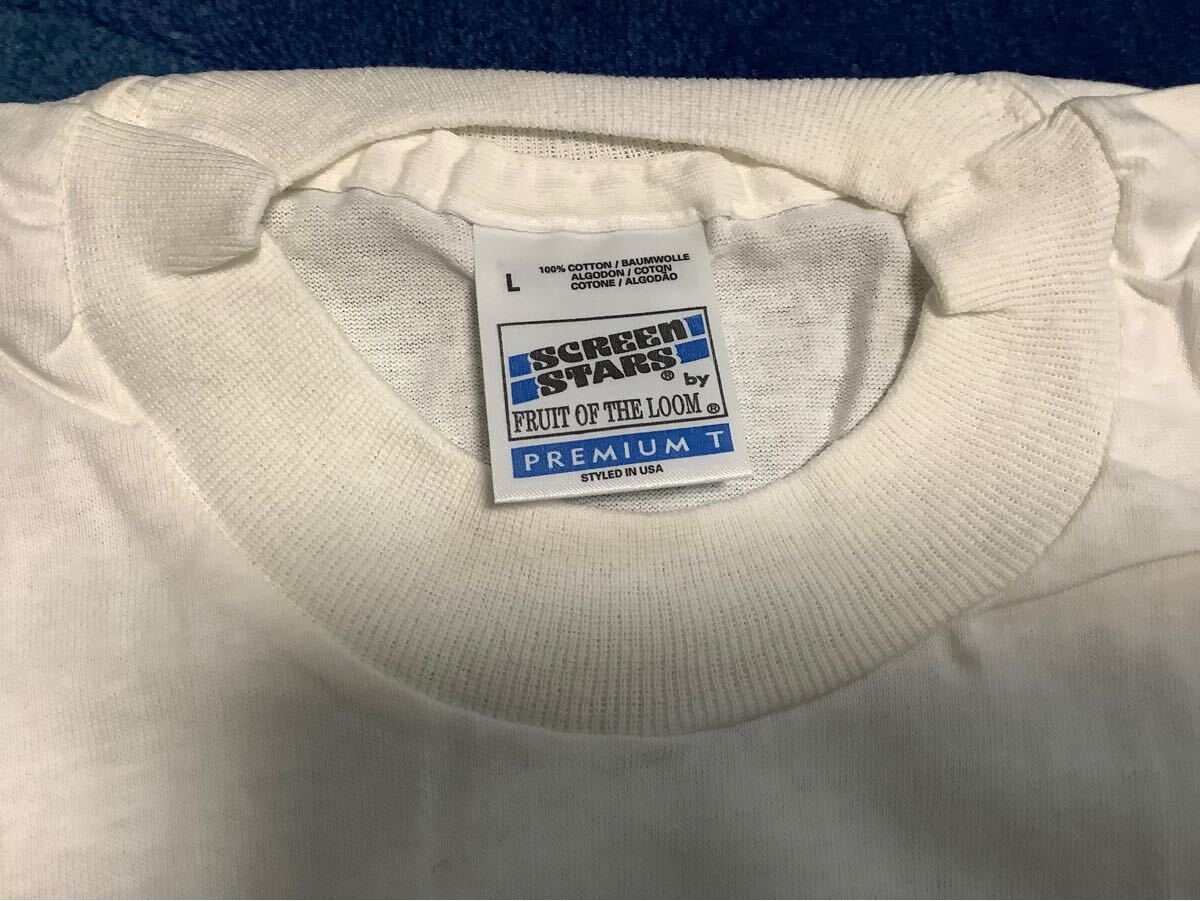 L
100% COTTON / BAUMWOLLE
ALGODON / COTON
COTONE / ALGODÃO
SCREEN
STARS®
by
FRUIT OF THE LOOM®
PREMIUM T
STYLED IN USA